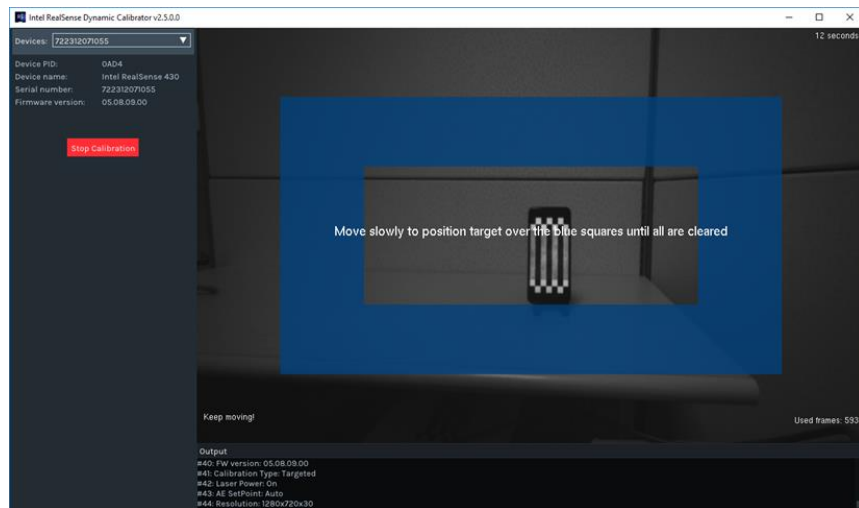 Intel RealSense Dynamic Calibrator v2.5.0.0
Devices: 722312071055
Device PID: 0AD4
Device name: Intel RealSense 430
Serial number: 722312071055
Firmware version: 05.08.09.00
Stop Calibration
12 seconds
Move slowly to position target over the blue squares until all are cleared
Keep moving!
Used frames: 593
Output
#40: FW version: 05.08.09.00
#41: Calibration Type: Targeted
#42: Laser Power: On
#43: AE SetPoint: Auto
#44: Resolution: 1280x720x30